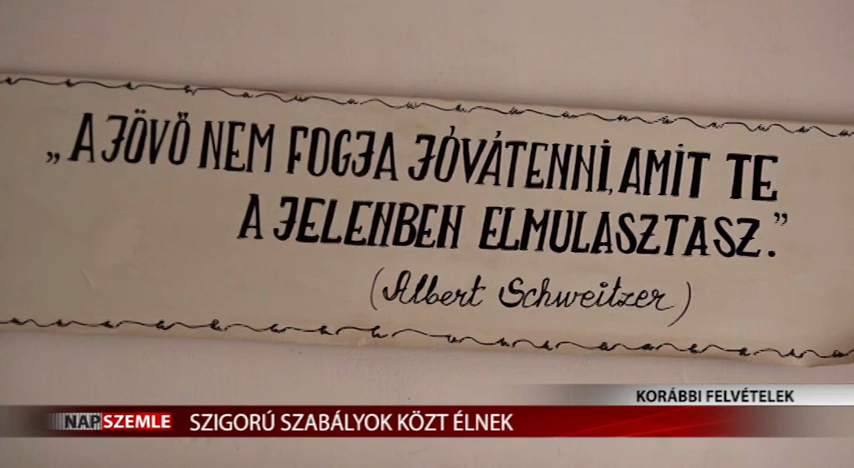 „A JÖVŐ NEM FOGJA JÓVÁTENNI, AMIT TE
A JELENBEN ELMULASZTASZ.”
(Albert Schweitzer)
KORÁBBI FELVÉTELEK
NAPSZEMLE SZIGORÚ SZABÁLYOK KÖZT ÉLNEK